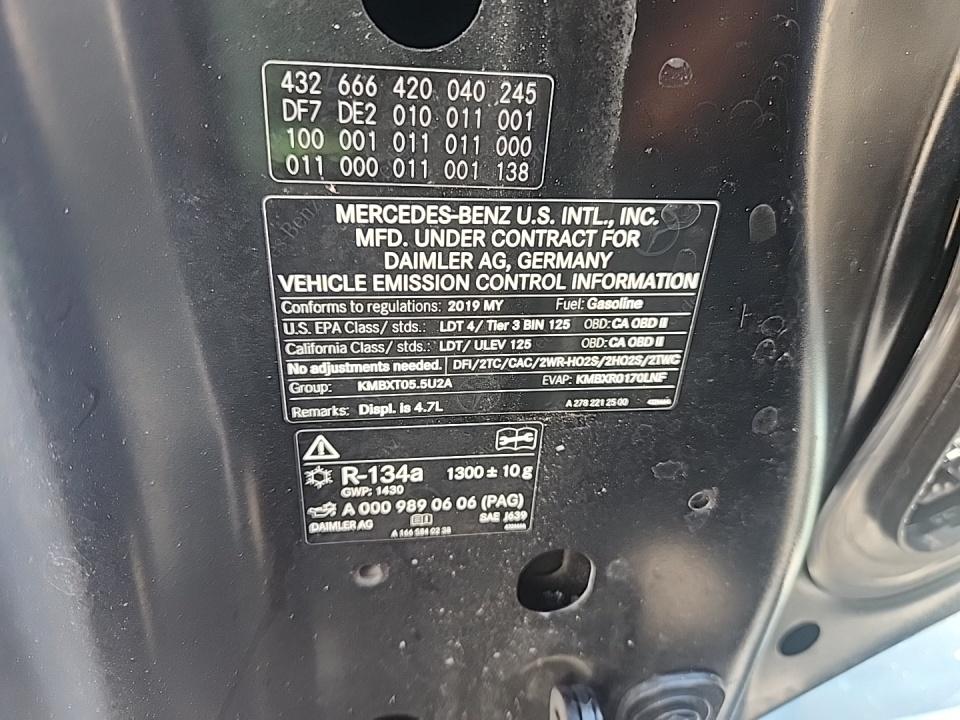 432 666 420 040 245
DF7 DE2 010 011 001
100 001 011 011 000
011 000 011 001 138
MERCEDES-BENZ U.S. INTL., INC.
MFD. UNDER CONTRACT FOR
DAIMLER AG, GERMANY
VEHICLE EMISSION CONTROL INFORMATION
Conforms to regulations: 2019 MY Fuel: Gasoline
U.S. EPA Class/ stds.: LDT 4/ Tier 3 BIN 125 OBD: CA OBD II
California Class/ stds.: LDT/ ULEV 125 OBD: CA OBD II
No adjustments needed. DFI/2TC/CAC/2WR-HO2S/2HO2S/2TWC
Group: KMBXT05.5U2A EVAP: KMBXR0170LNF
Remarks: Displ. is 4.7L A 278 221 25 00
R-134a 1300 ± 10 g
GWP: 1430
A 000 989 06 06 (PAG)
DAIMLER AG SAE J639
A 166 584 02 38